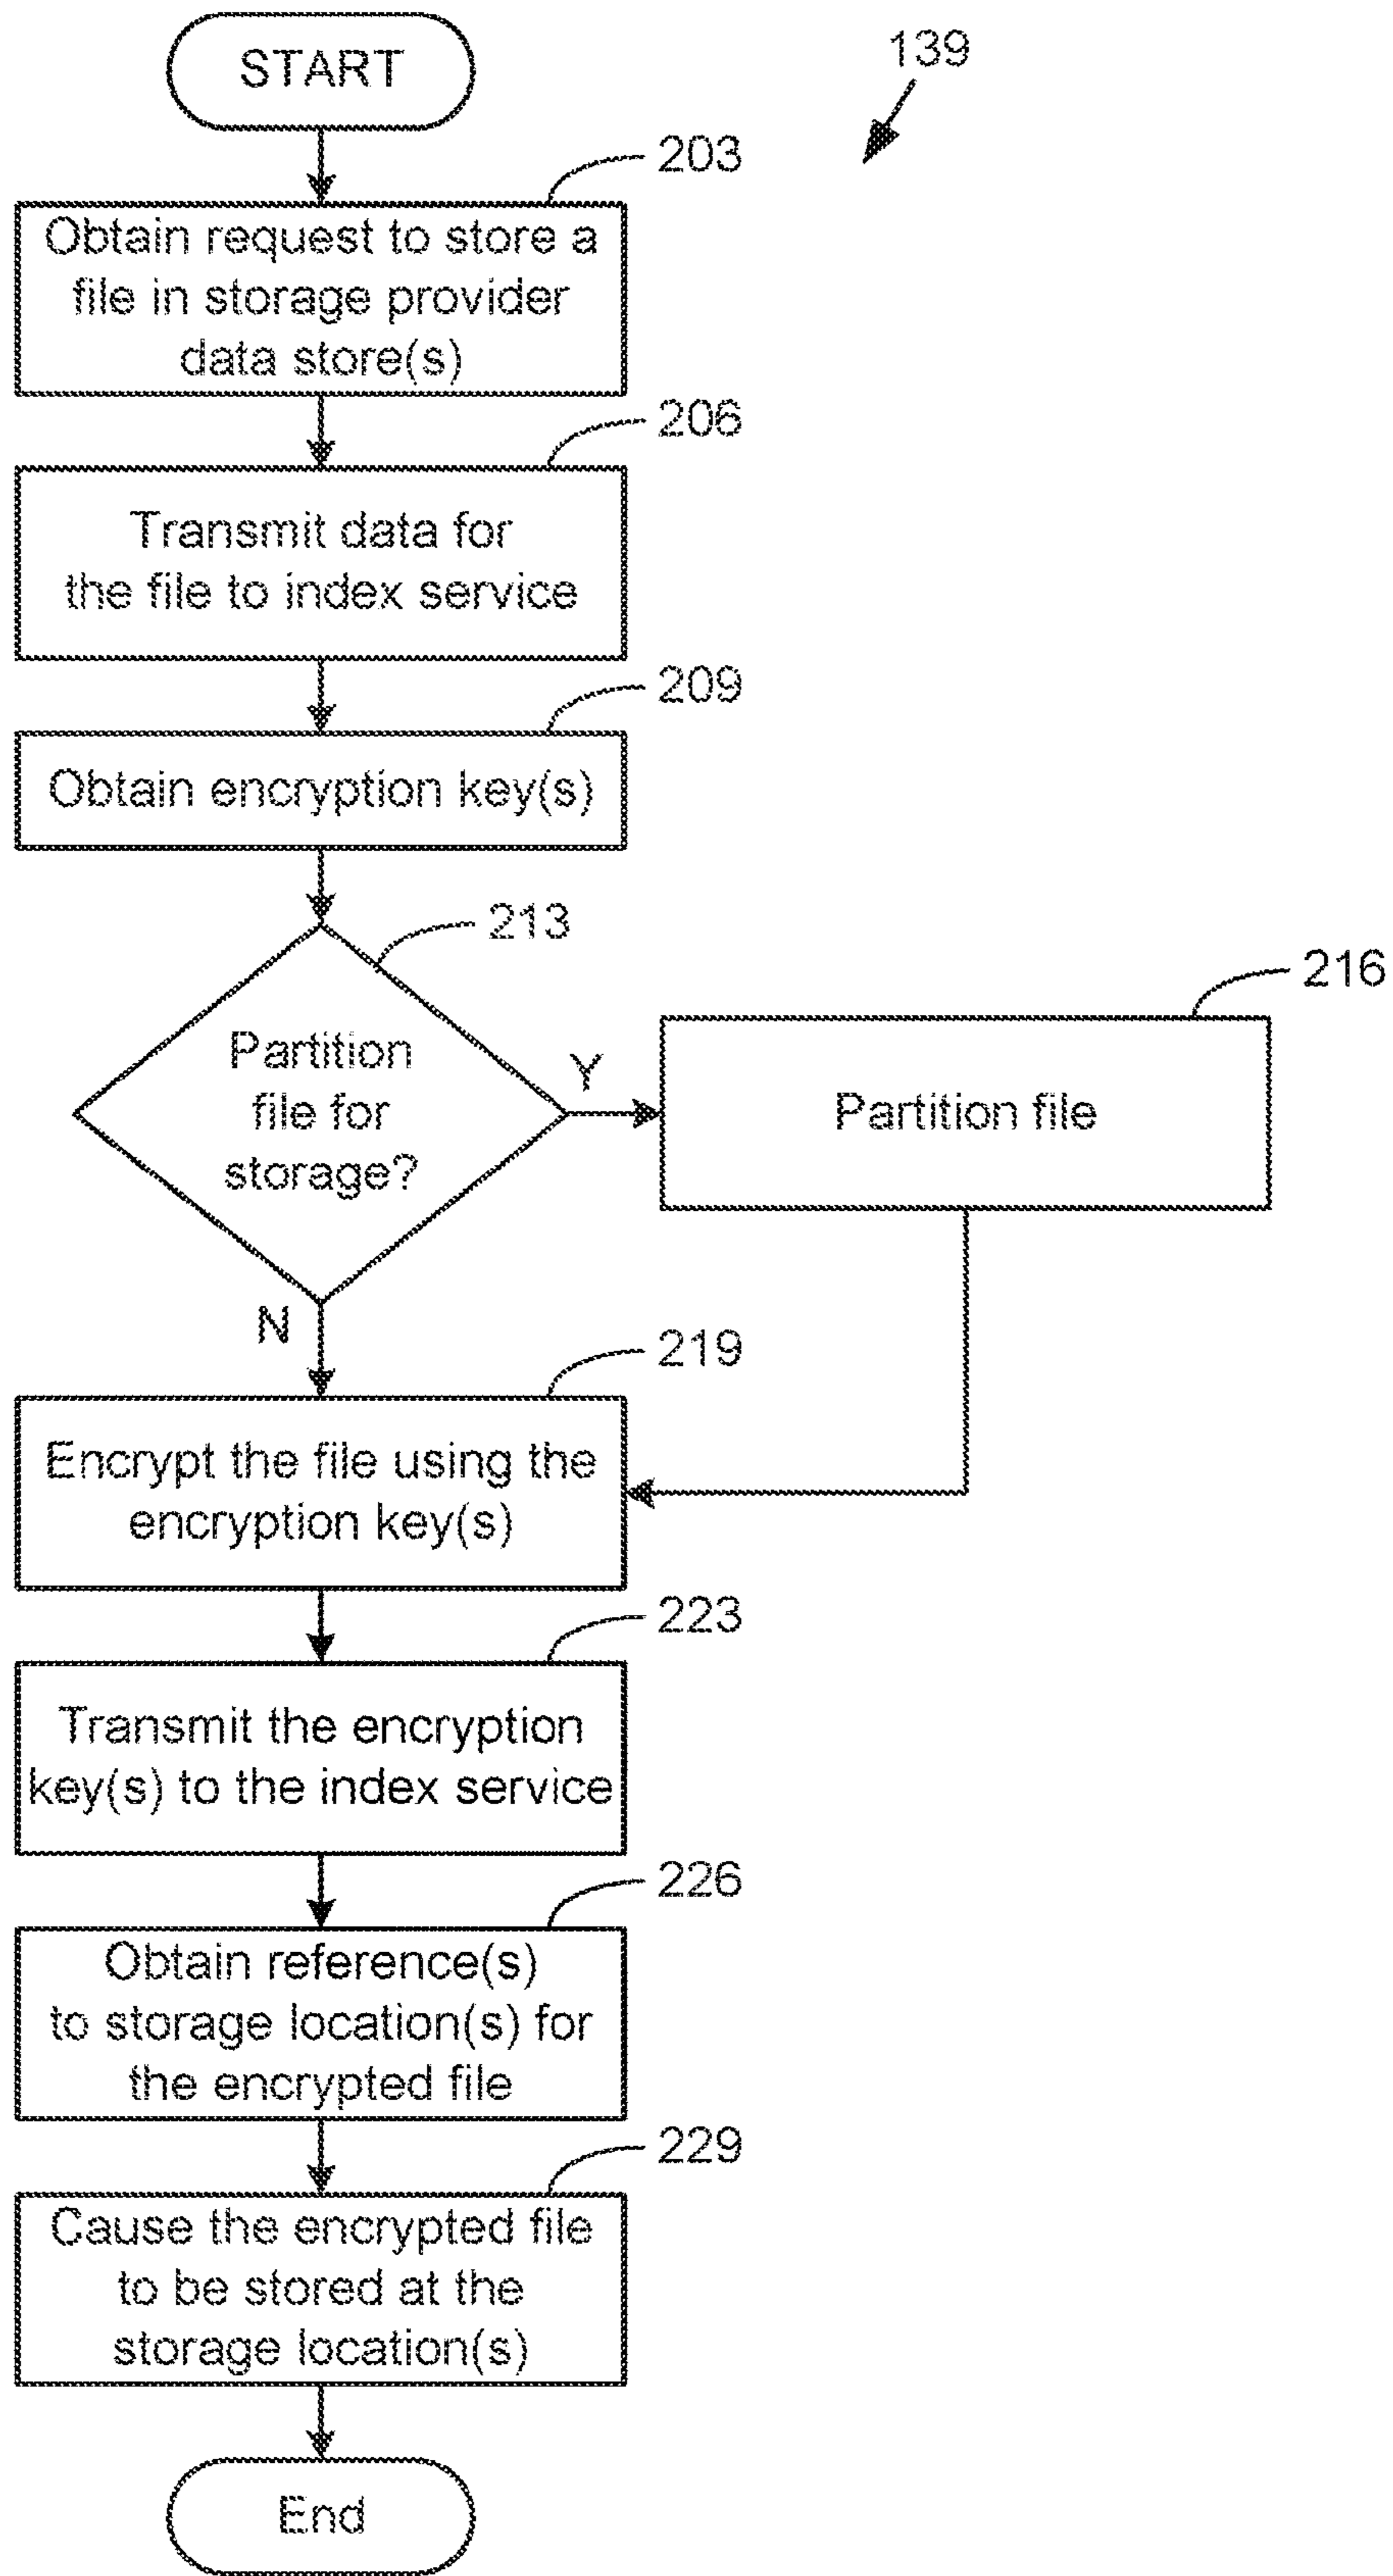 START
139
203
Obtain request to store a
file in storage provider
data store(s)
206
Transmit data for
the file to index service
209
Obtain encryption key(s)
213
Partition
file for
storage?
Y
216
Partition file
N
219
Encrypt the file using the
encryption key(s)
223
Transmit the encryption
key(s) to the index service
226
Obtain reference(s)
to storage location(s) for
the encrypted file
229
Cause the encrypted file
to be stored at the
storage location(s)
End